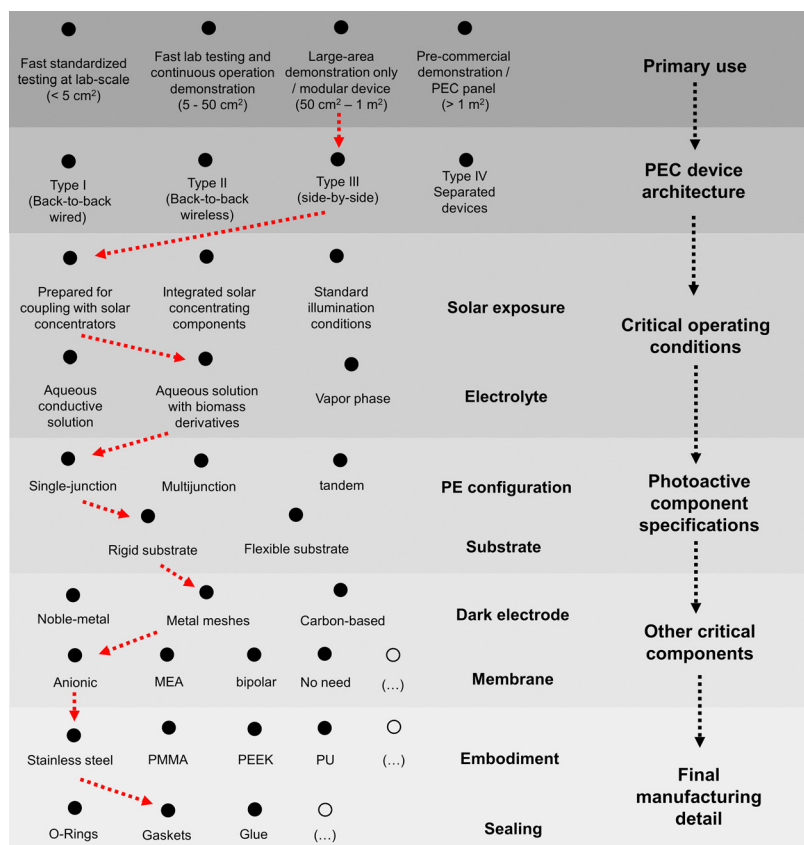 Fast standardized
testing at lab-scale
(< 5 cm²)
Fast lab testing and
continuous operation
demonstration
(5 - 50 cm²)
Large-area
demonstration only
/ modular device
(50 cm² – 1 m²)
Pre-commercial
demonstration /
PEC panel
(> 1 m²)
Primary use
Type I
(Back-to-back
wired)
Type II
(Back-to-back
wireless)
Type III
(side-by-side)
Type IV
Separated
devices
PEC device
architecture
Prepared for
coupling with solar
concentrators
Integrated solar
concentrating
components
Standard
illumination
conditions
Solar exposure
Critical operating
conditions
Aqueous
conductive
solution
Aqueous solution
with biomass
derivatives
Vapor phase
Electrolyte
Single-junction
Multijunction
tandem
PE configuration
Photoactive
component
specifications
Rigid substrate
Flexible substrate
Substrate
Noble-metal
Metal meshes
Carbon-based
Dark electrode
Other critical
components
Anionic
MEA
bipolar
No need
(…)
Membrane
Stainless steel
PMMA
PEEK
PU
(…)
Embodiment
Final
manufacturing
detail
O-Rings
Gaskets
Glue
(…)
Sealing